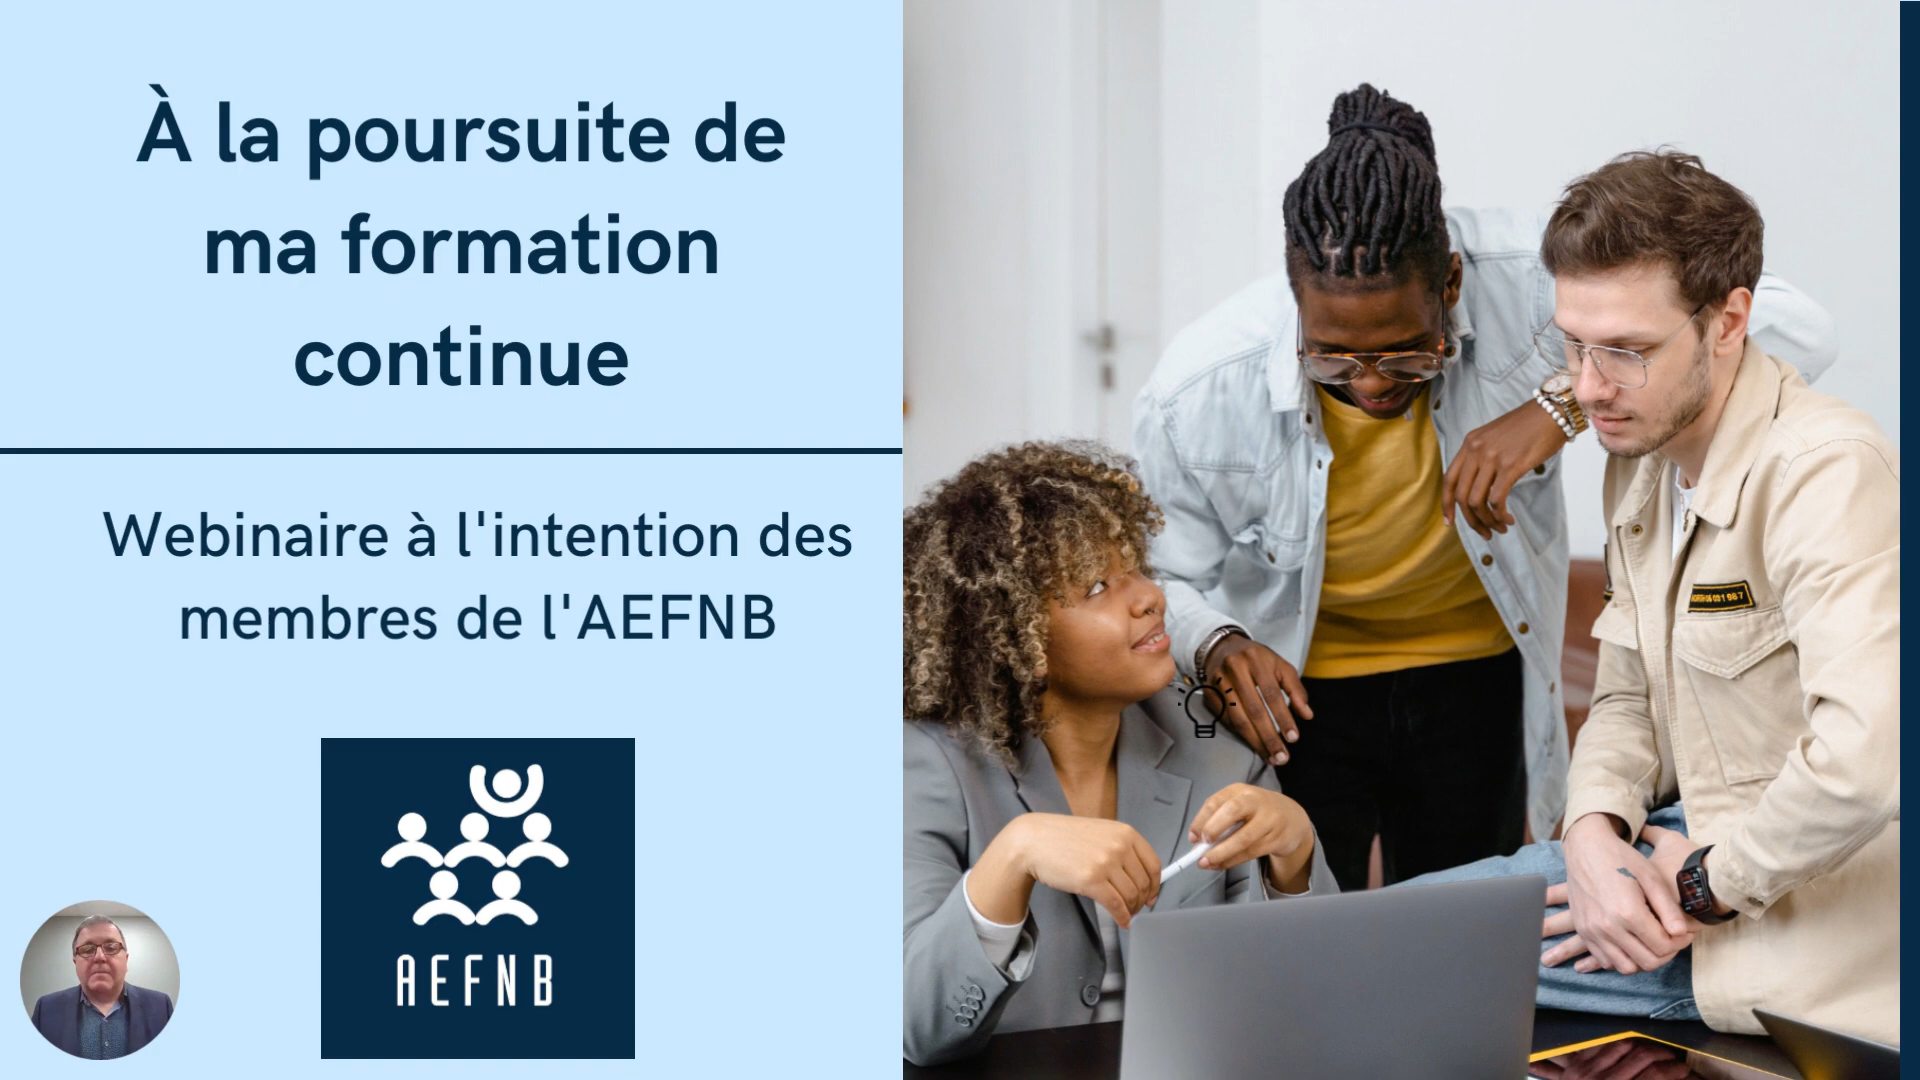 À la poursuite de
ma formation
continue
Webinaire à l'intention des
membres de l'AEFNB
AEFNB